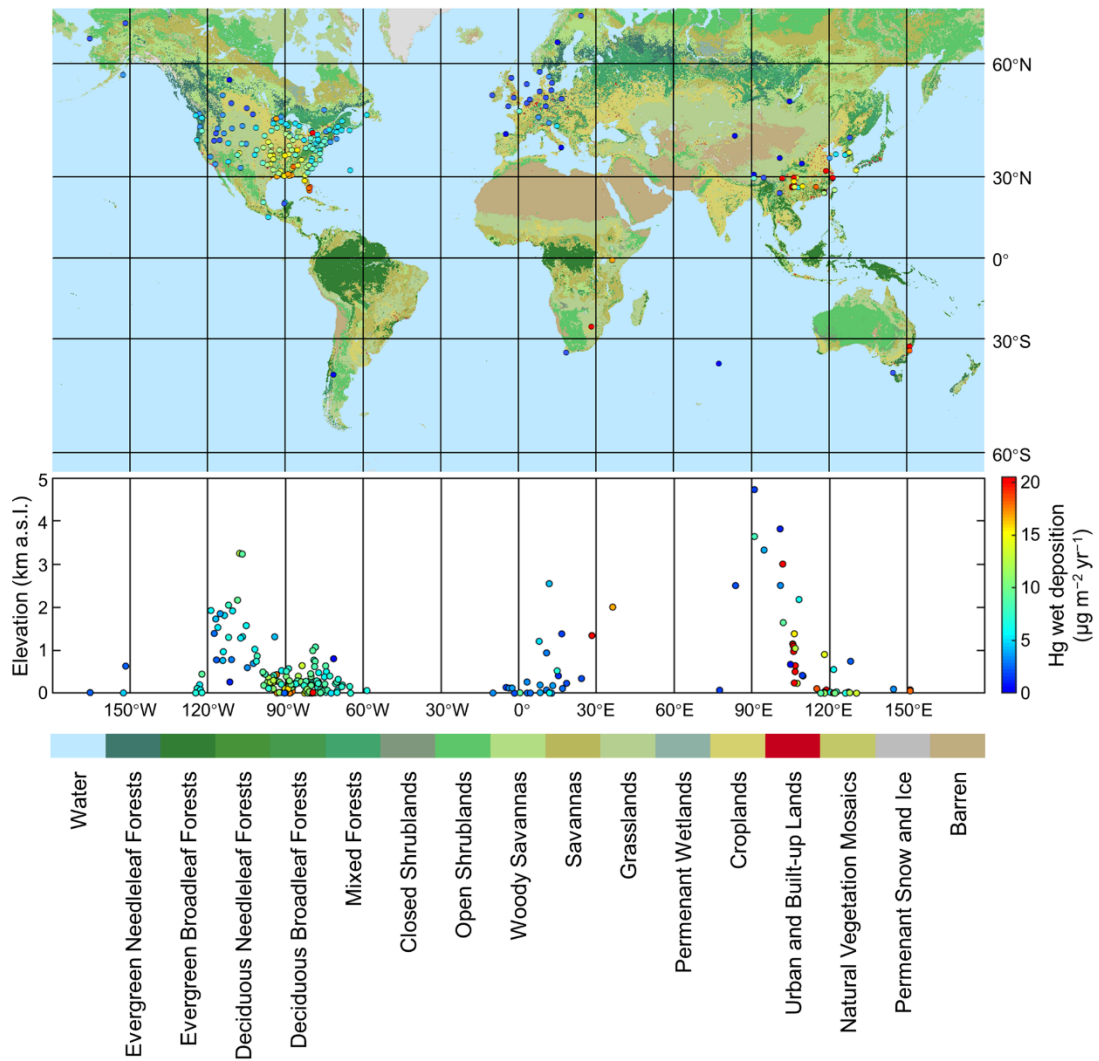 60°N
30°N
0°
30°S
60°S
Elevation (km a.s.l.)
5
4
3
2
1
0
150°W
120°W
90°W
60°W
30°W
0°E
30°E
60°E
90°E
120°E
150°E
20
15
10
5
0
Hg wet deposition
(µg m⁻² yr⁻¹)
Water
Evergreen Needleleaf Forests
Evergreen Broadleaf Forests
Deciduous Needleleaf Forests
Deciduous Broadleaf Forests
Mixed Forests
Closed Shrublands
Open Shrublands
Woody Savannas
Savannas
Grasslands
Permenant Wetlands
Croplands
Urban and Built-up Lands
Natural Vegetation Mosaics
Permenant Snow and Ice
Barren